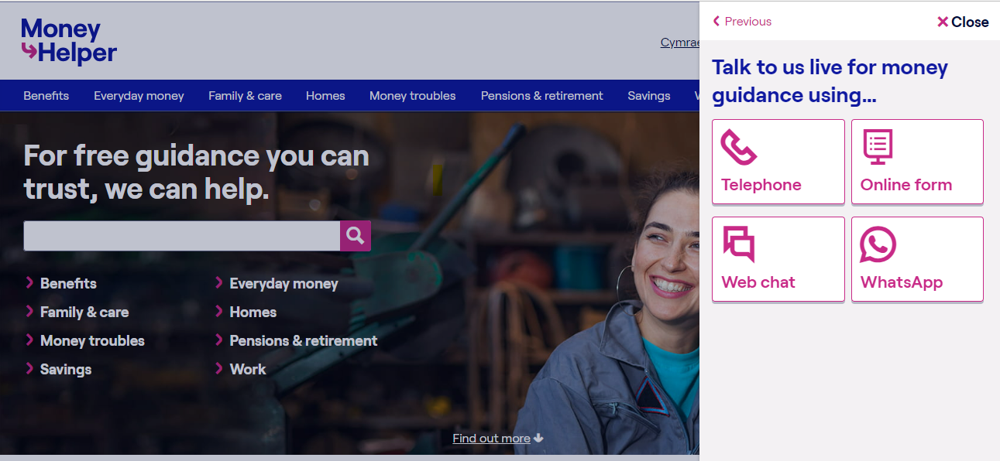 Money
Helper
Cymrae
Benefits Everyday money Family & care Homes Money troubles Pensions & retirement Savings
For free guidance you can
trust, we can help.
Benefits
Everyday money
Family & care
Homes
Money troubles
Pensions & retirement
Savings
Work
Find out more
Previous
Close
Talk to us live for money
guidance using...
Telephone
Online form
Web chat
WhatsApp